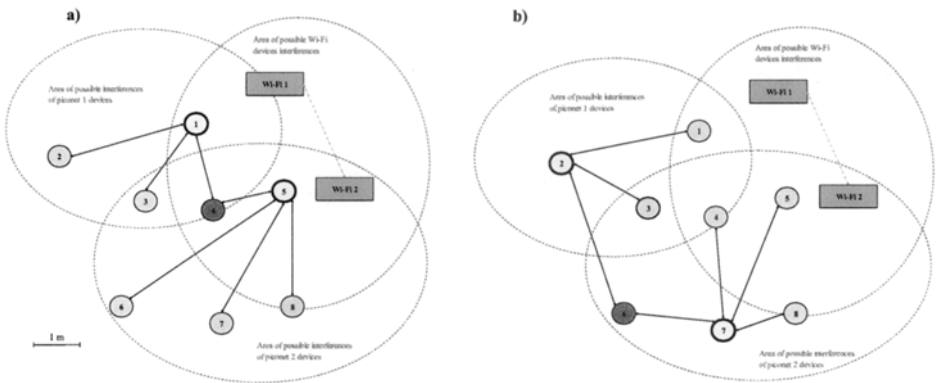 a)
Area of possible Wi-Fi
devices interferences
Wi-Fi 1
Area of possible interferences
of piconet 1 devices
1
2
3
4
5
Wi-Fi 2
6
7
8
1 m
Area of possible interferences
of piconet 2 devices
b)
Area of possible Wi-Fi
devices interferences
Wi-Fi 1
Area of possible interferences
of piconet 1 devices
1
2
3
4
5
Wi-Fi 2
6
7
8
Area of possible interferences
of piconet 2 devices